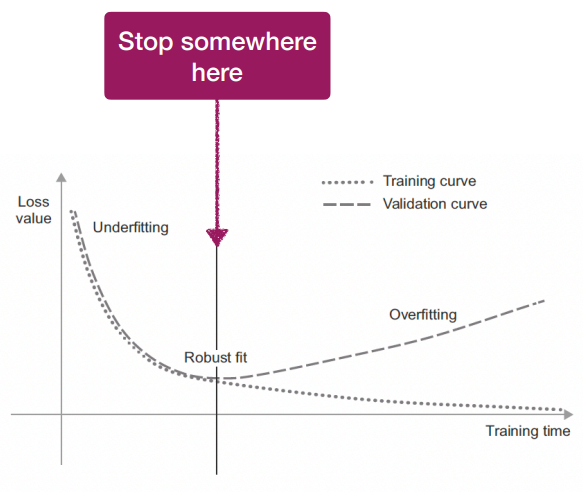 Stop somewhere
here
Loss
value
Underfitting
Training curve
Validation curve
Overfitting
Robust fit
Training time